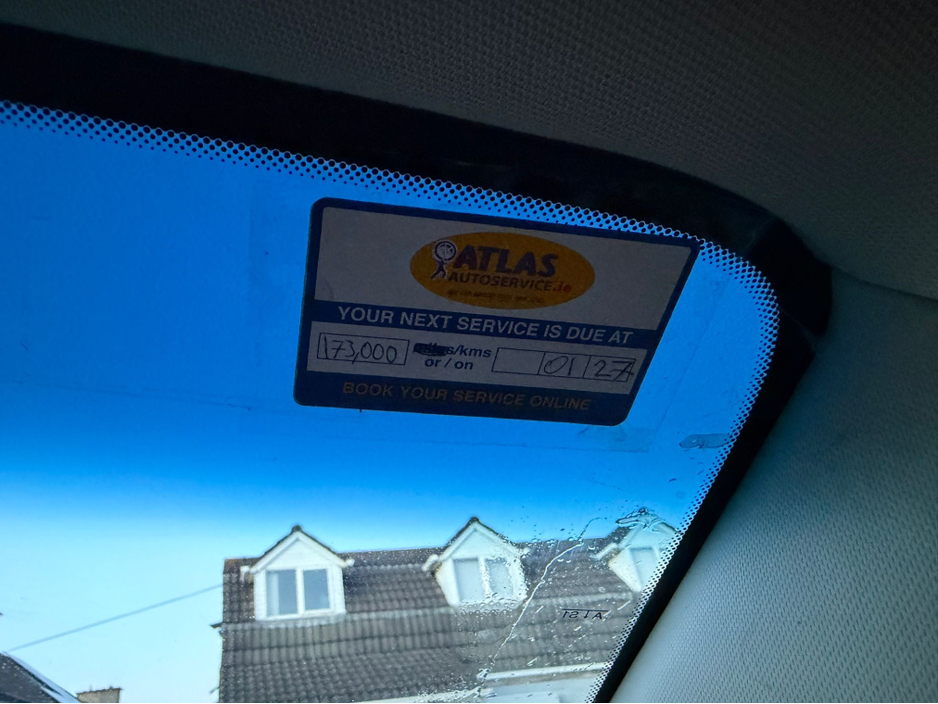 ATLAS
AUTOSERVICE.ie
YOUR NEXT SERVICE IS DUE AT
173,000 /kms
or / on 01 27
BOOK YOUR SERVICE ONLINE